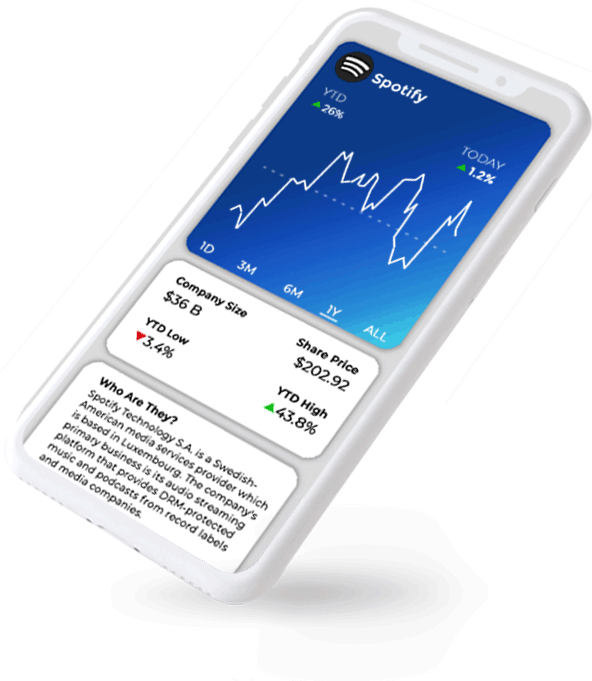 Spotify
YTD
26%
TODAY
1.2%
1D
3M
6M
1Y
ALL
Company Size
$36 B
Share Price
$202.92
YTD Low
3.4%
YTD High
43.8%
Who Are They?
Spotify Technology S.A. is a Swedish-
American media services provider which
is based in Luxembourg. The company's
primary business is its audio streaming
platform that provides DRM-protected
music and podcasts from record labels
and media companies.